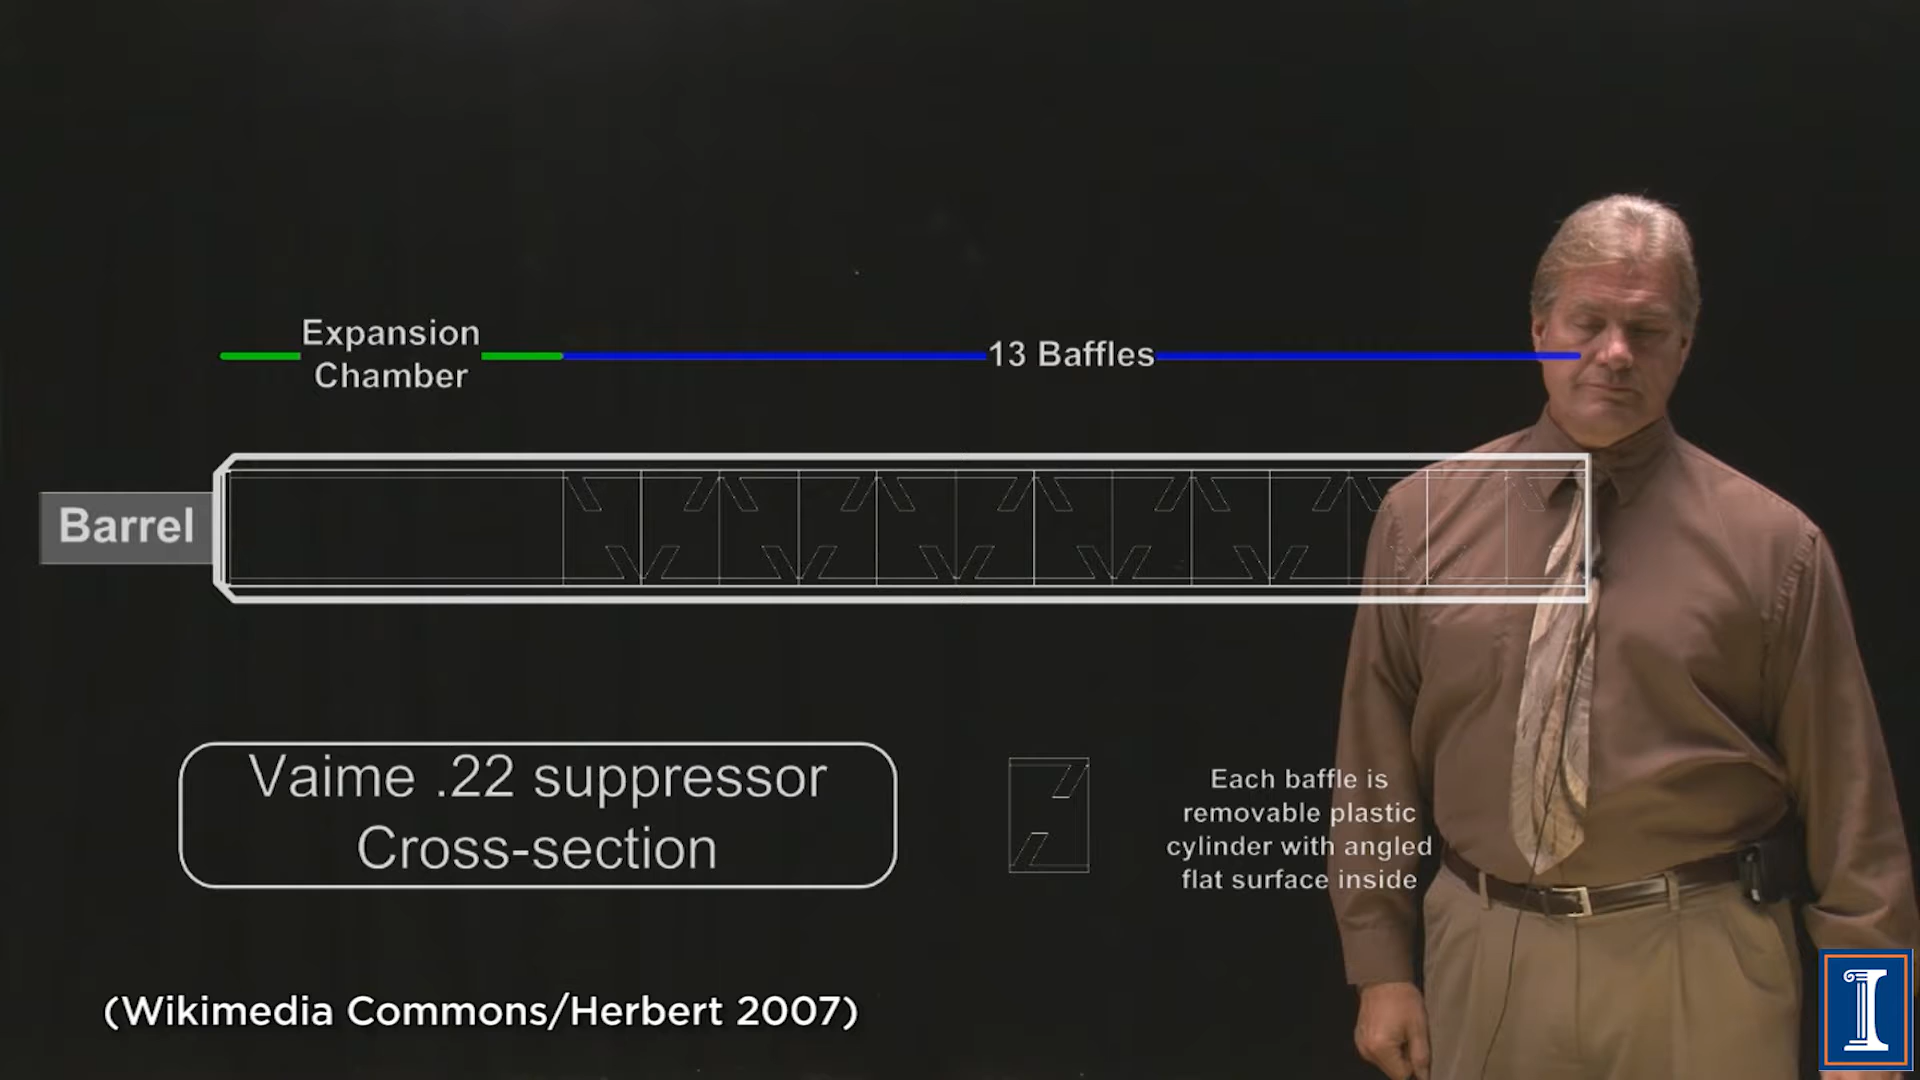 Expansion
Chamber
13 Baffles
Barrel
Vaime .22 suppressor
Cross-section
Each baffle is
removable plastic
cylinder with angled
flat surface inside
(Wikimedia Commons/Herbert 2007)
I